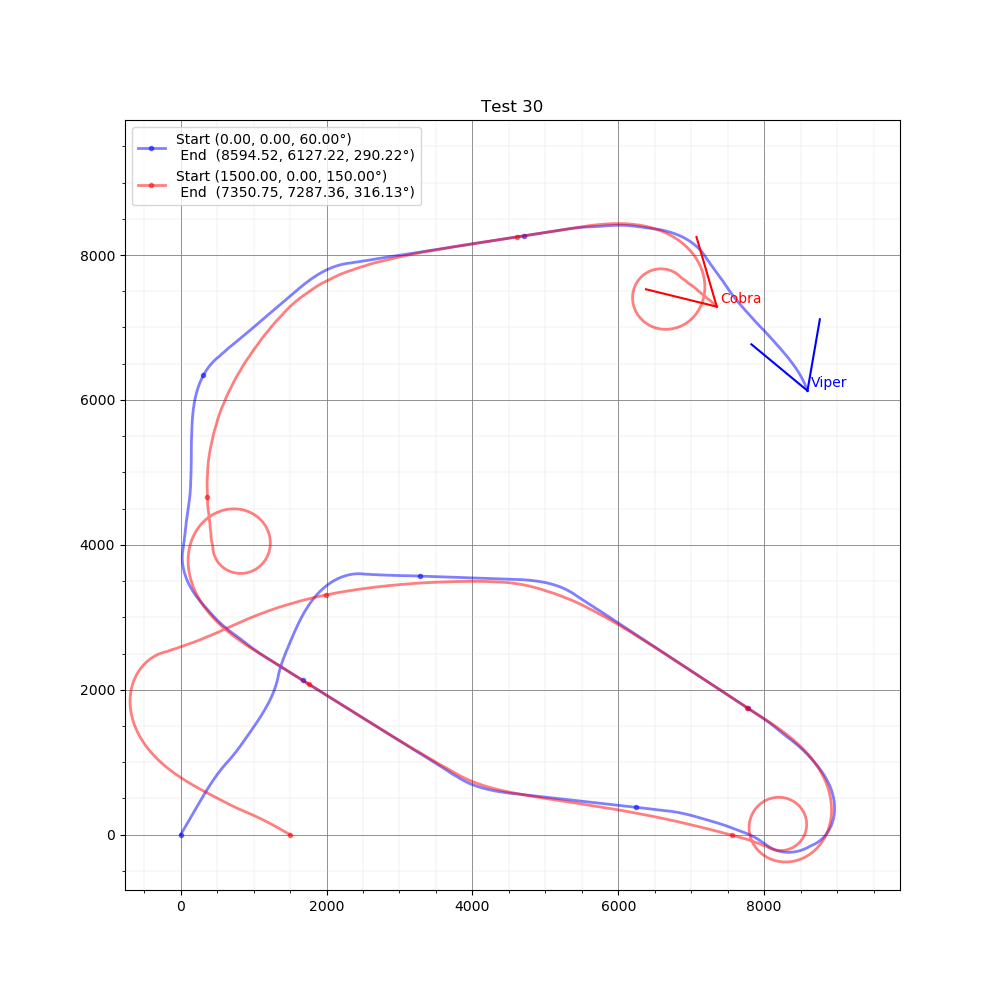 Test 30
Start (0.00, 0.00, 60.00°)
End (8594.52, 6127.22, 290.22°)
Start (1500.00, 0.00, 150.00°)
End (7350.75, 7287.36, 316.13°)
8000
6000
4000
2000
0
Cobra
Viper
0 2000 4000 6000 8000